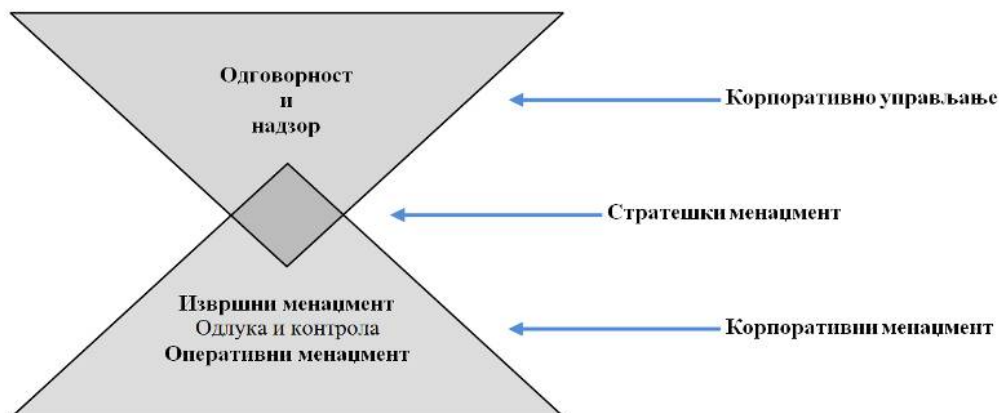 Одговорност
и
надзор
Корпоративно управљање
Стратешки менаџмент
Извршни менаџмент
Одлука и контрола
Оперативни менаџмент
Корпоративни менаџмент